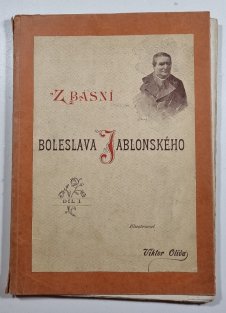 Z BÁSNÍ
BOLESLAVA JABLONSKÉHO
DÍL I.
Illustroval
Viktor Oliva